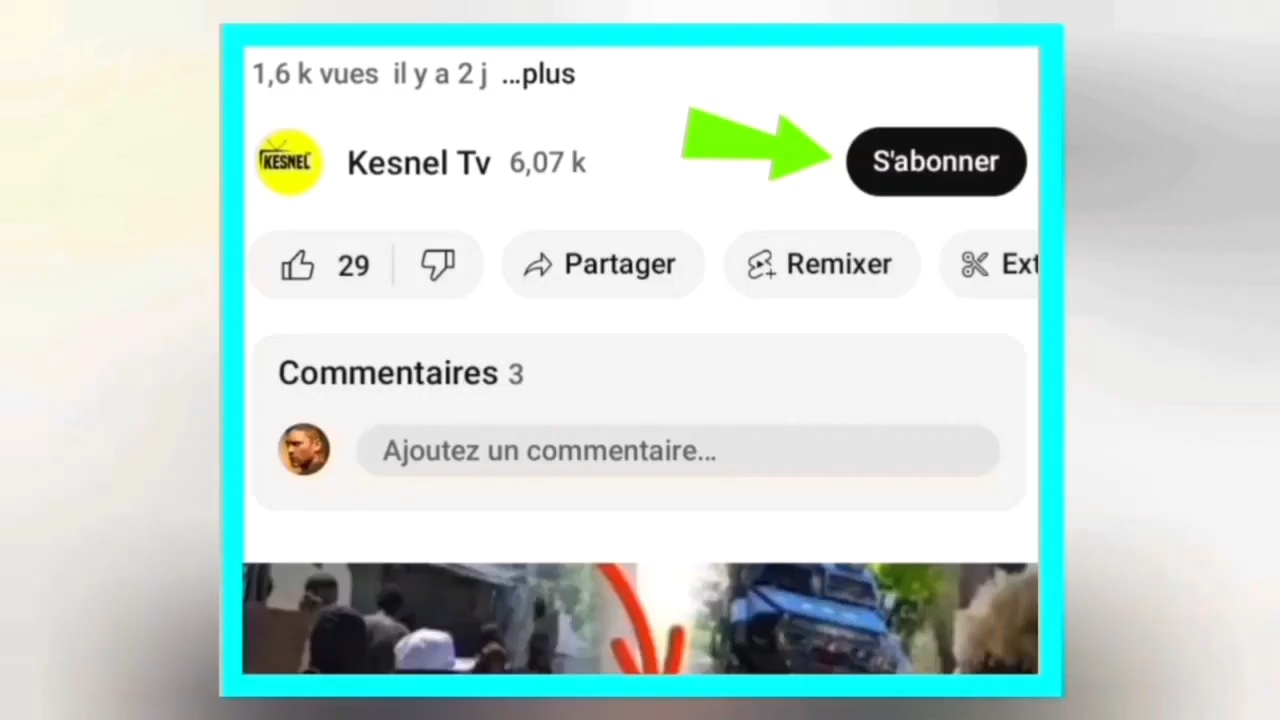 1,6 k vues il y a 2 j ...plus
KESNEL
Kesnel Tv 6,07 k
S'abonner
29
Partager
Remixer
Ext
Commentaires 3
Ajoutez un commentaire...